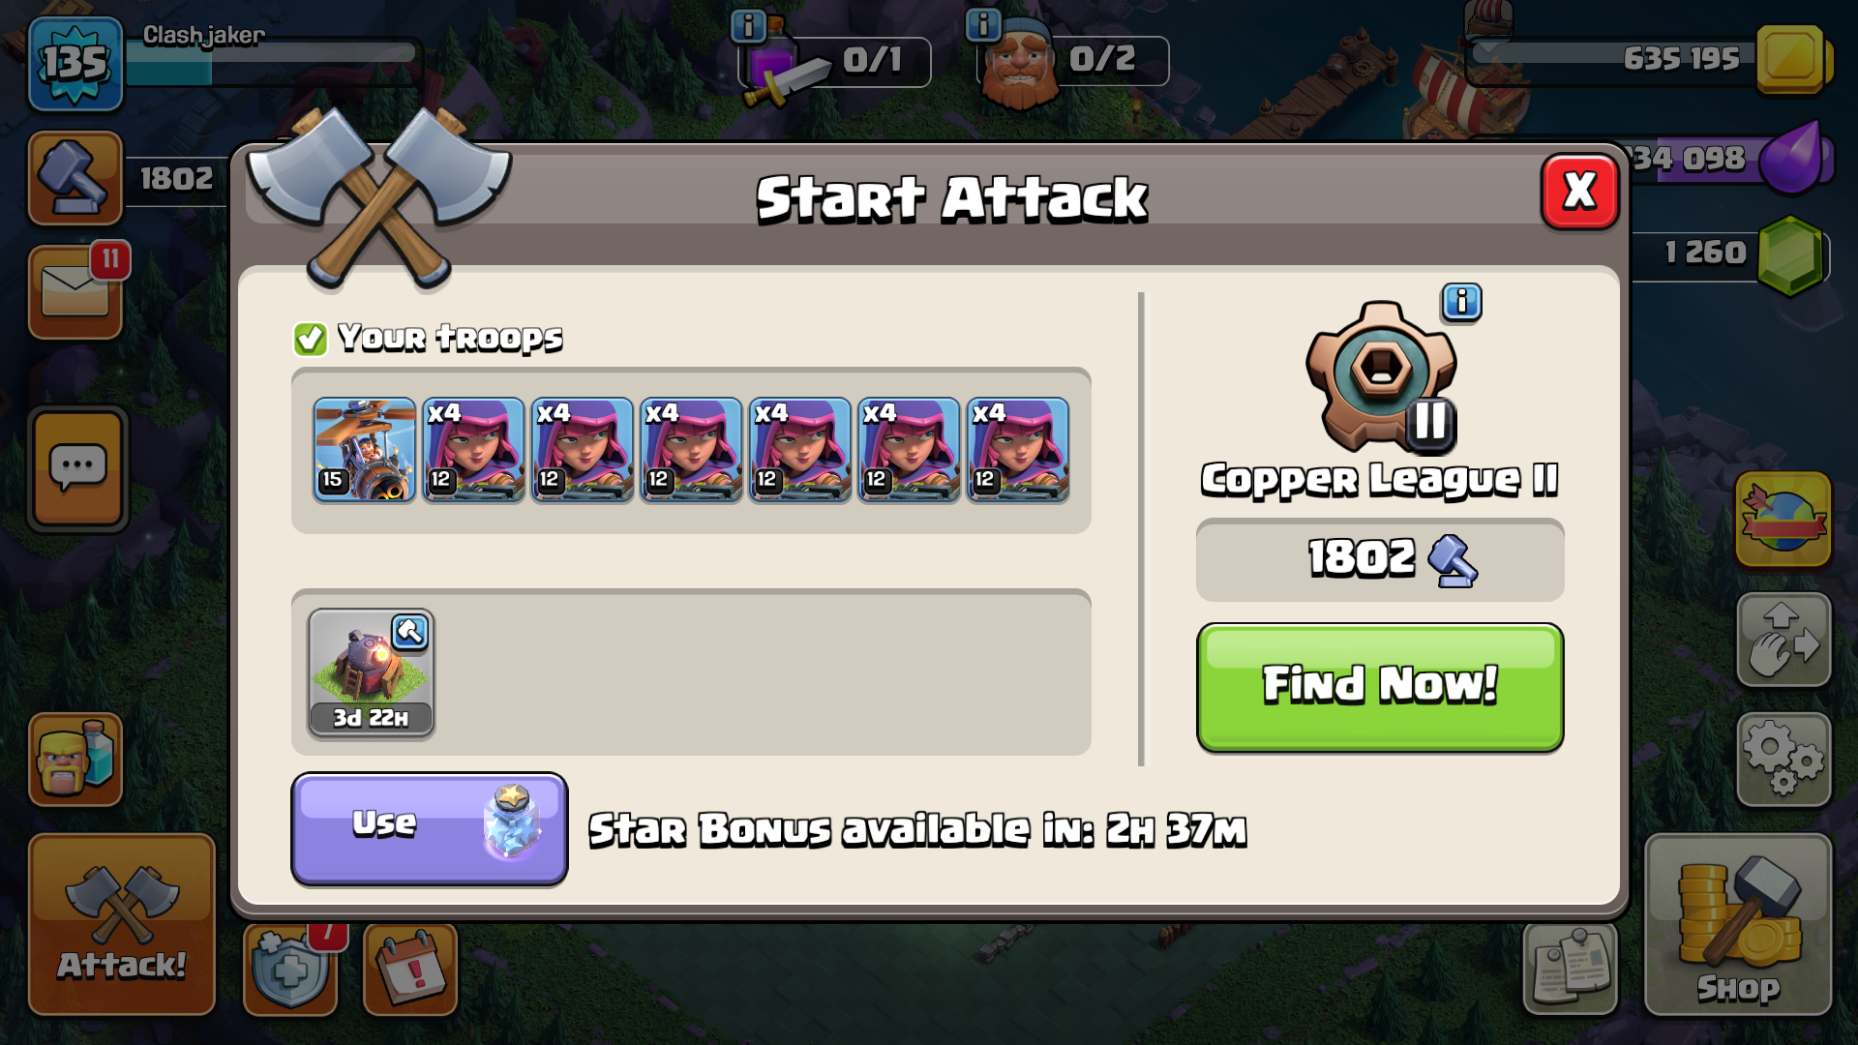 135
Clashjaker
0/1
0/2
635 195
1802
Start Attack
X
34 098
11
1 260
Your troops
x4
x4
x4
x4
x4
x4
15
12
12
12
12
12
12
II
Copper League II
1802
3d 22h
Find Now!
Use
Star Bonus available in: 2h 37m
Attack!
Shop